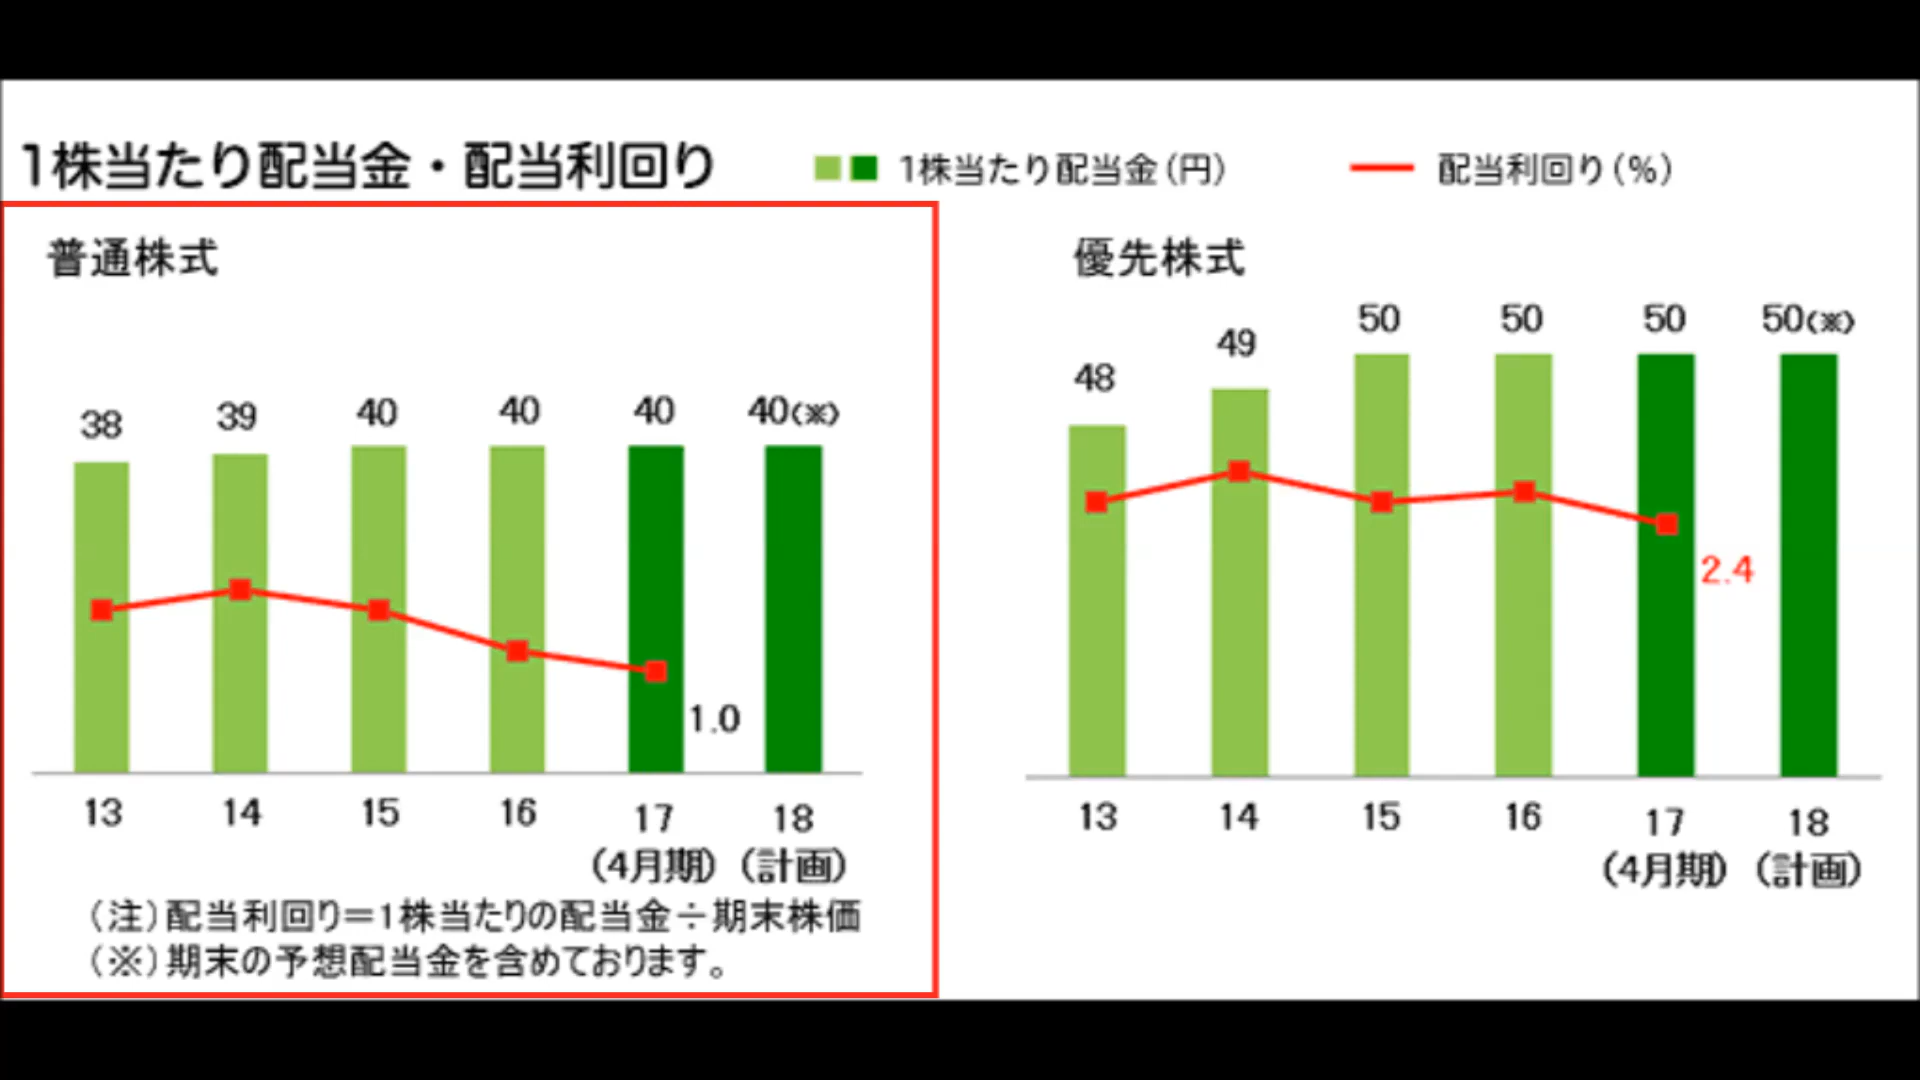 1株当たり配当金・配当利回り
1株当たり配当金(円)
配当利回り(%)
普通株式
38 39 40 40 40 40(※)
1.0
13 14 15 16 17 18
(4月期) (計画)
(注)配当利回り=1株当たりの配当金÷期末株価
(※)期末の予想配当金を含めております。
優先株式
48 49 50 50 50 50(※)
2.4
13 14 15 16 17 18
(4月期) (計画)